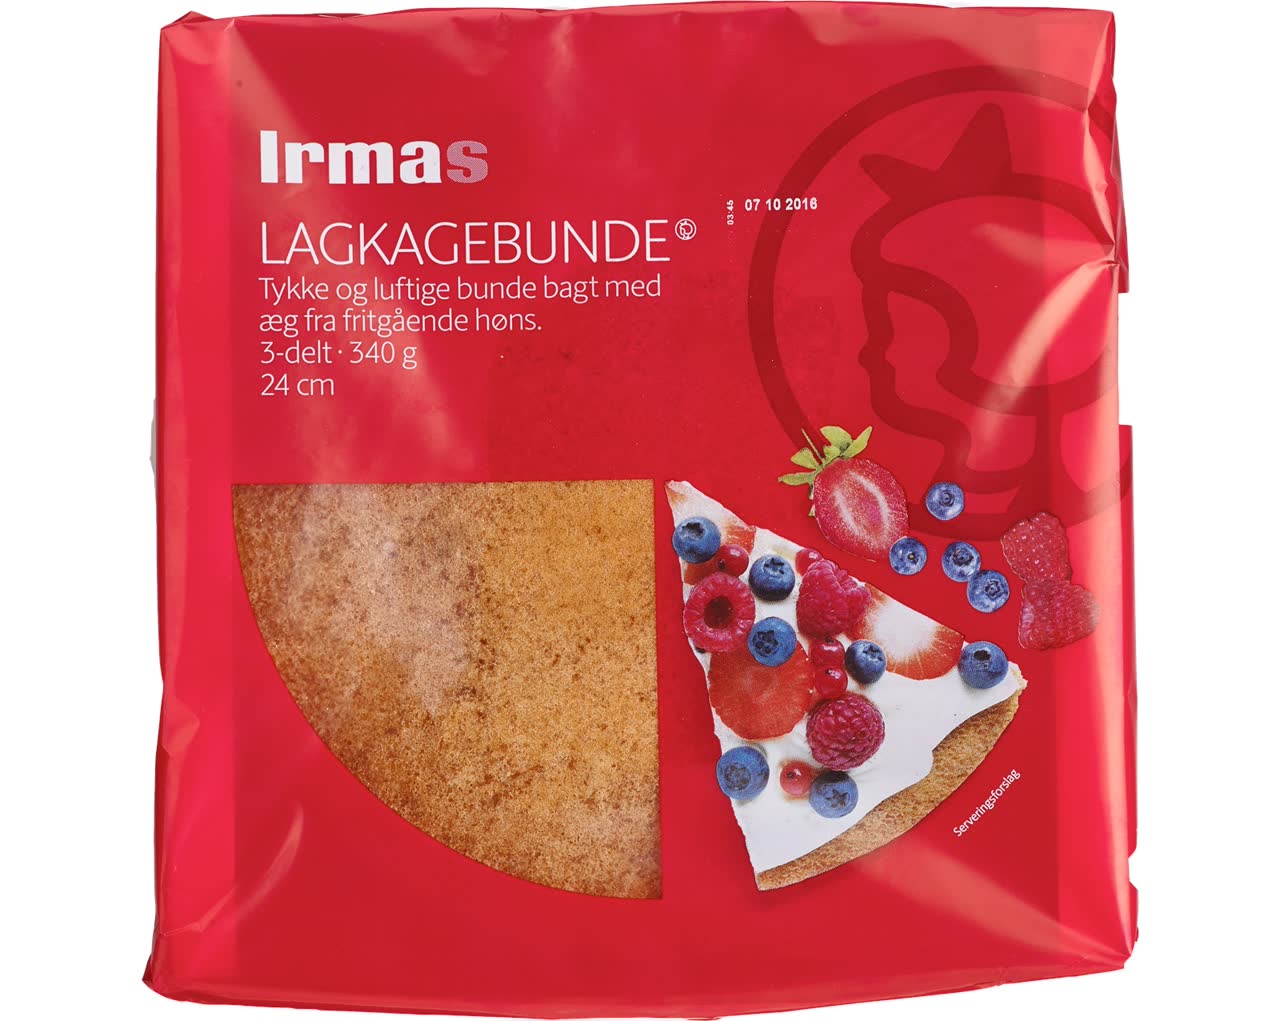 Irmas
LAGKAGEBUNDE
Tykke og luftige bunde bagt med
æg fra fritgående høns.
3-delt · 340 g
24 cm
03:45 07 10 2016
Serveringsforslag